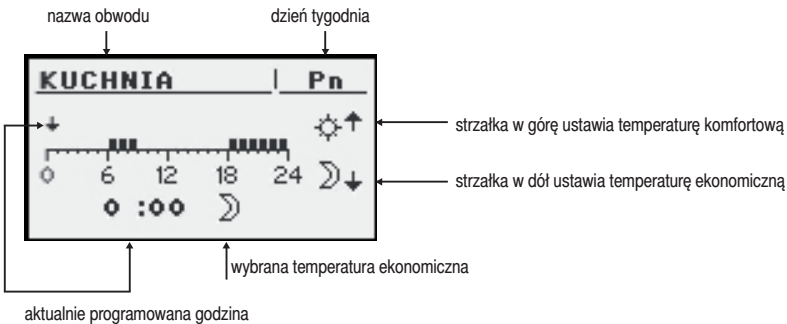 nazwa obwodu dzień tygodnia
KUCHNIA Pn
strzałka w górę ustawia temperaturę komfortową
0 6 12 18 24
strzałka w dół ustawia temperaturę ekonomiczną
0 :00
wybrana temperatura ekonomiczna
aktualnie programowana godzina